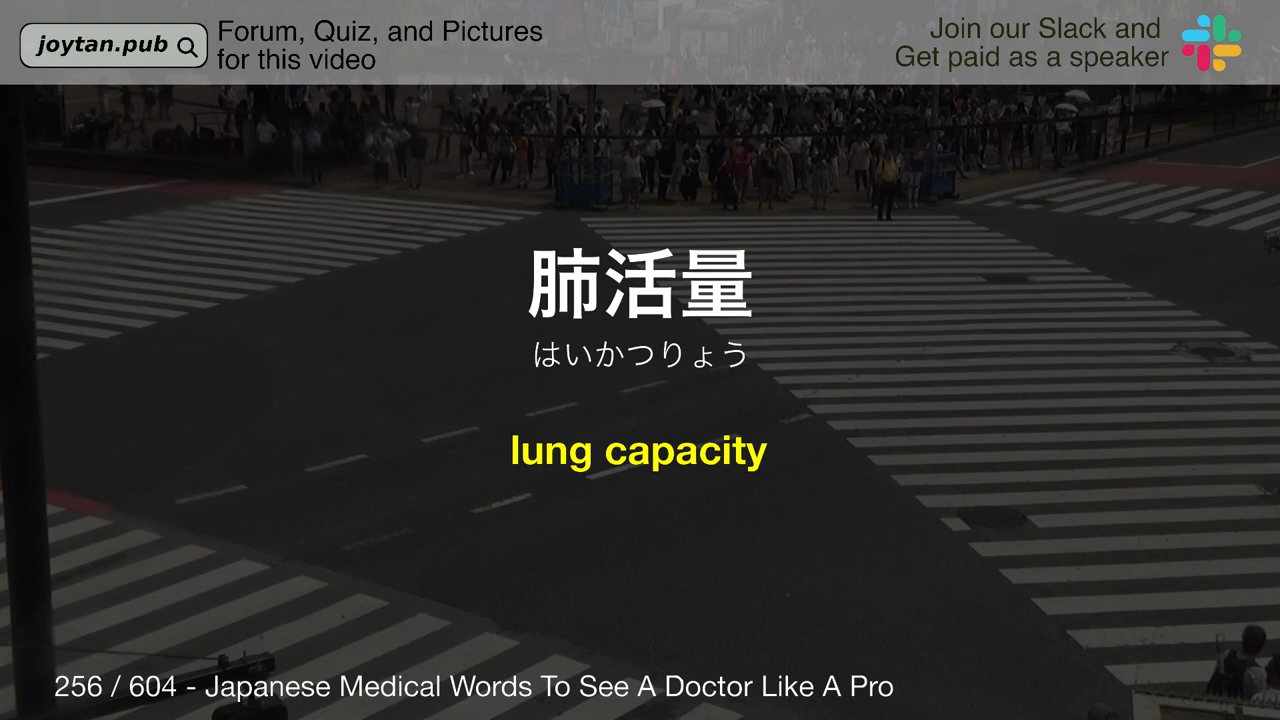 joytan.pub
Forum, Quiz, and Pictures
for this video
Join our Slack and
Get paid as a speaker
肺活量
はいかつりょう
lung capacity
256 / 604 - Japanese Medical Words To See A Doctor Like A Pro